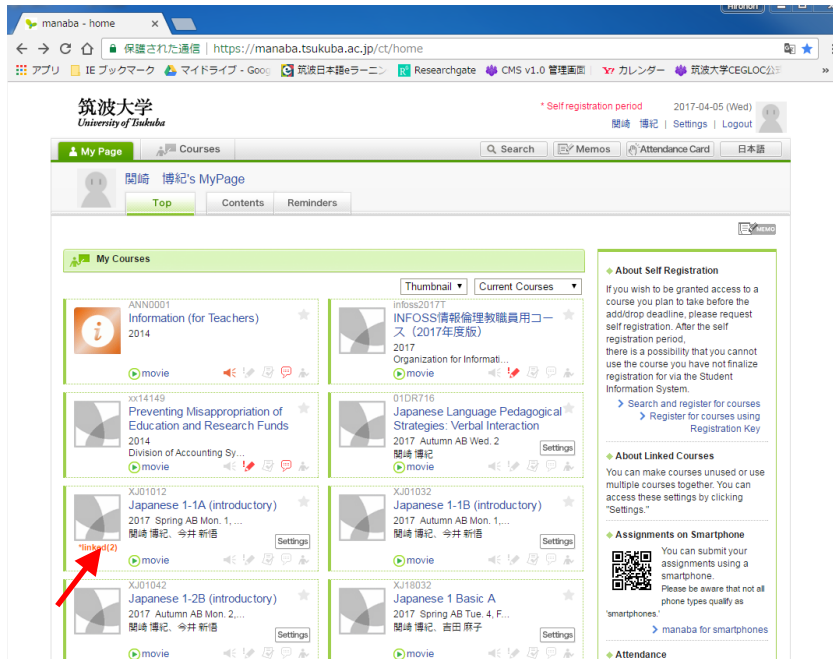 Hironori
manaba - home
保護された通信 | https://manaba.tsukuba.ac.jp/ct/home
アプリ IE ブックマーク マイドライブ - Goog 筑波日本語eラーニン Researchgate CMS v1.0 管理画面 カレンダー 筑波大学CEGLOC公式 »
筑波大学
University of Tsukuba
* Self registration period 2017-04-05 (Wed)
関崎 博紀 | Settings | Logout
My Page Courses Search Memos Attendance Card 日本語
関崎 博紀's MyPage
Top Contents Reminders
MEMO
My Courses
Thumbnail Current Courses
ANN0001
Information (for Teachers)
2014
movie
infoss2017T
INFOSS情報倫理教職員用コー
ス（2017年度版）
2017
Organization for Informati...
movie
xx14149
Preventing Misappropriation of
Education and Research Funds
2014
Division of Accounting Sy...
movie
01DR716
Japanese Language Pedagogical
Strategies: Verbal Interaction
2017 Autumn AB Wed. 2
関崎 博紀
Settings
movie
XJ01012
Japanese 1-1A (introductory)
2017 Spring AB Mon. 1, ...
関崎 博紀、今井 新悟
*linked(2)
Settings
movie
XJ01032
Japanese 1-1B (introductory)
2017 Autumn AB Mon. 1,...
関崎 博紀、今井 新悟
Settings
movie
XJ01042
Japanese 1-2B (introductory)
2017 Autumn AB Mon. 2,...
関崎 博紀、今井 新悟
Settings
movie
XJ18032
Japanese 1 Basic A
2017 Spring AB Tue. 4, F...
関崎 博紀、吉田 麻子
Settings
movie
About Self Registration
If you wish to be granted access to a
course you plan to take before the
add/drop deadline, please request
self registration. After the self
registration period,
there is a possibility that you cannot
use the course you have not finalize
registration for via the Student
Information System.
Search and register for courses
Register for courses using
Registration Key
About Linked Courses
You can make courses unused or use
multiple courses together. You can
access these settings by clicking
"Settings."
Assignments on Smartphone
You can submit your
assignments using a
smartphone.
Please be aware that not all
phone types qualify as
'smartphones.'
manaba for smartphones
Attendance